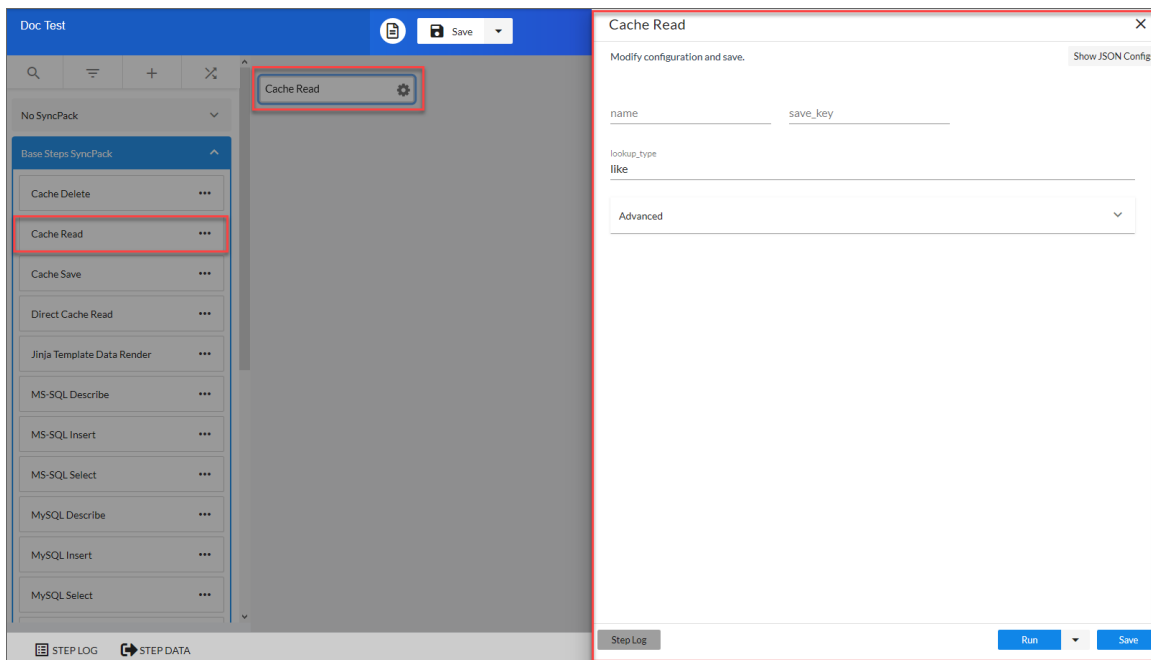 Doc Test
Save
Cache Read
Modify configuration and save.
Show JSON Config
No SyncPack
Base Steps SyncPack
Cache Delete
Cache Read
Cache Save
Direct Cache Read
Jinja Template Data Render
MS-SQL Describe
MS-SQL Insert
MS-SQL Select
MySQL Describe
MySQL Insert
MySQL Select
Cache Read
name
save_key
lookup_type
like
Advanced
STEP LOG
STEP DATA
Step Log
Run
Save